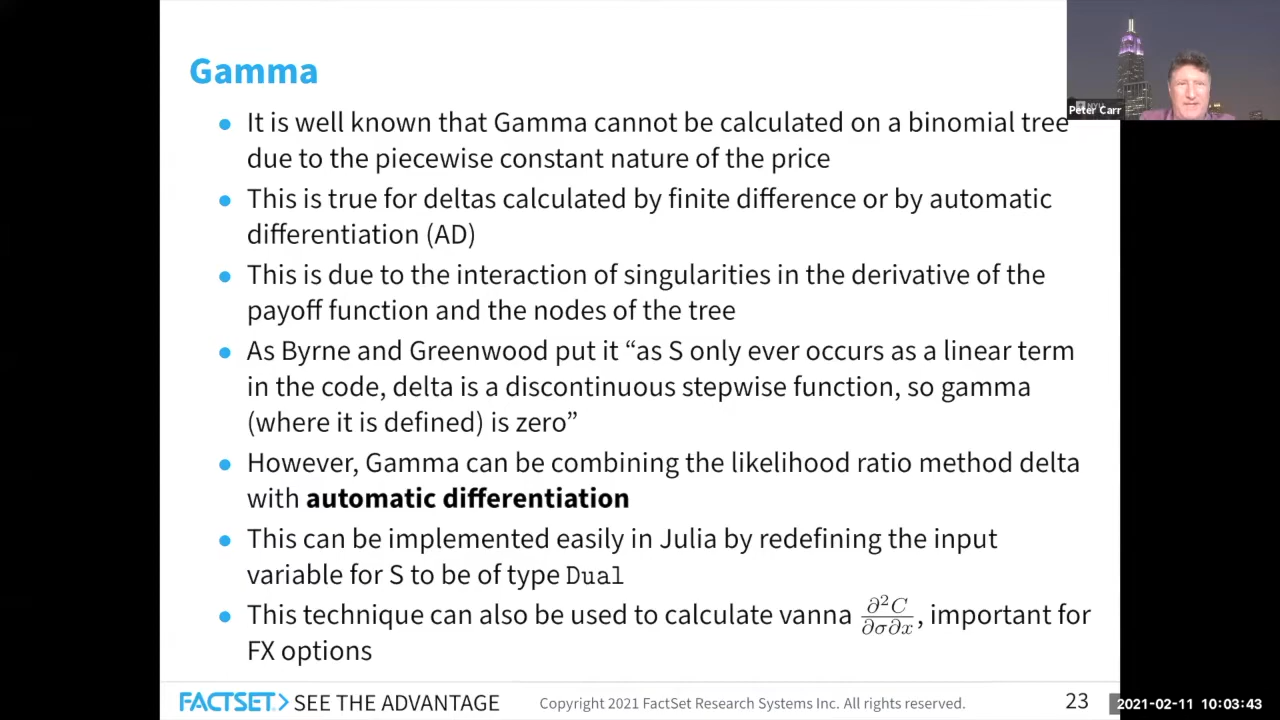 Gamma
It is well known that Gamma cannot be calculated on a binomial tree
due to the piecewise constant nature of the price
This is true for deltas calculated by finite difference or by automatic
differentiation (AD)
This is due to the interaction of singularities in the derivative of the
payoff function and the nodes of the tree
As Byrne and Greenwood put it “as S only ever occurs as a linear term
in the code, delta is a discontinuous stepwise function, so gamma
(where it is defined) is zero”
However, Gamma can be combining the likelihood ratio method delta
with automatic differentiation
This can be implemented easily in Julia by redefining the input
variable for S to be of type Dual
This technique can also be used to calculate vanna ∂²C/∂σ∂x, important for
FX options
Peter Carr
FACTSET SEE THE ADVANTAGE
Copyright 2021 FactSet Research Systems Inc. All rights reserved.
23
2021-02-11 10:03:43